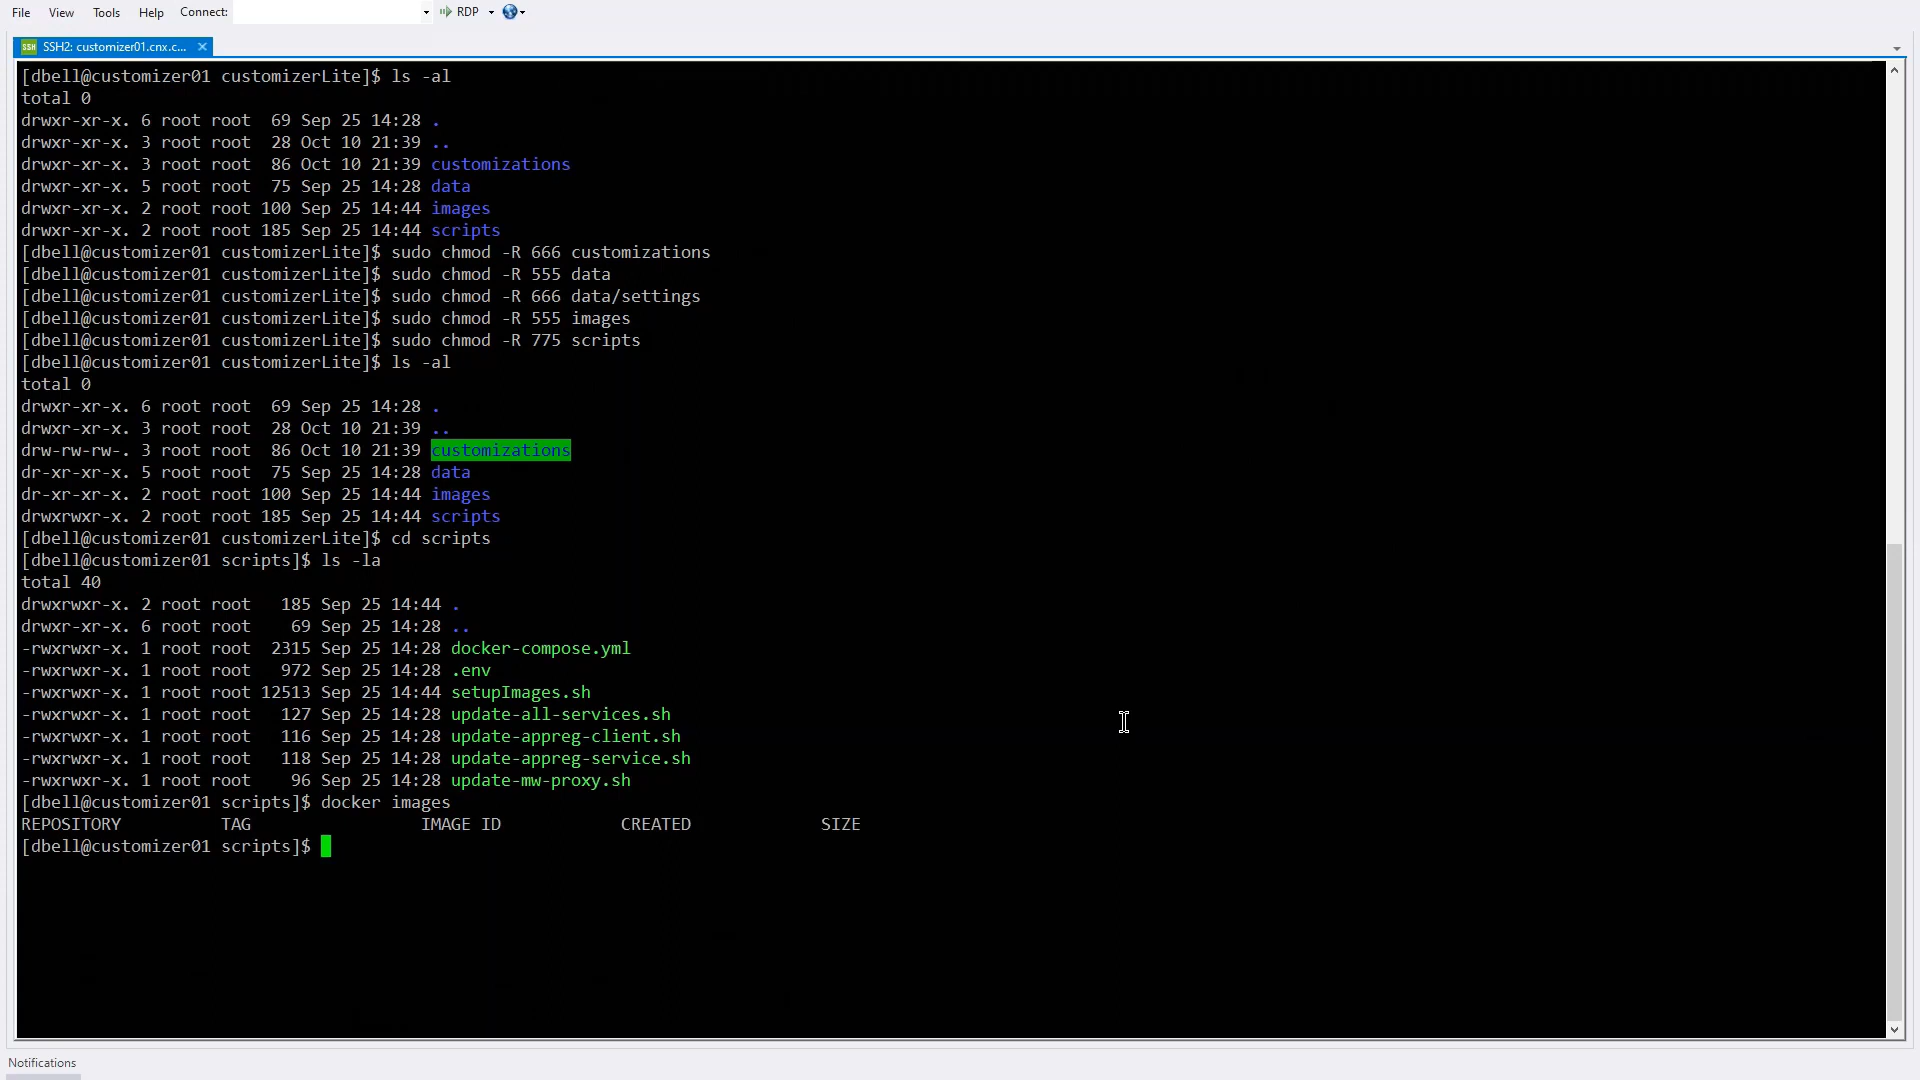 File View Tools Help Connect: RDP
SSH SSH2: customizer01.cnx.c...
[dbell@customizer01 customizerLite]$ ls -al
total 0
drwxr-xr-x. 6 root root  69 Sep 25 14:28 .
drwxr-xr-x. 3 root root  28 Oct 10 21:39 ..
drwxr-xr-x. 3 root root  86 Oct 10 21:39 customizations
drwxr-xr-x. 5 root root  75 Sep 25 14:28 data
drwxr-xr-x. 2 root root 100 Sep 25 14:44 images
drwxr-xr-x. 2 root root 185 Sep 25 14:44 scripts
[dbell@customizer01 customizerLite]$ sudo chmod -R 666 customizations
[dbell@customizer01 customizerLite]$ sudo chmod -R 555 data
[dbell@customizer01 customizerLite]$ sudo chmod -R 666 data/settings
[dbell@customizer01 customizerLite]$ sudo chmod -R 555 images
[dbell@customizer01 customizerLite]$ sudo chmod -R 775 scripts
[dbell@customizer01 customizerLite]$ ls -al
total 0
drwxr-xr-x. 6 root root  69 Sep 25 14:28 .
drwxr-xr-x. 3 root root  28 Oct 10 21:39 ..
drw-rw-rw-. 3 root root  86 Oct 10 21:39 customizations
dr-xr-xr-x. 5 root root  75 Sep 25 14:28 data
dr-xr-xr-x. 2 root root 100 Sep 25 14:44 images
drwxrwxr-x. 2 root root 185 Sep 25 14:44 scripts
[dbell@customizer01 customizerLite]$ cd scripts
[dbell@customizer01 scripts]$ ls -la
total 40
drwxrwxr-x. 2 root root   185 Sep 25 14:44 .
drwxr-xr-x. 6 root root    69 Sep 25 14:28 ..
-rwxrwxr-x. 1 root root  2315 Sep 25 14:28 docker-compose.yml
-rwxrwxr-x. 1 root root   972 Sep 25 14:28 .env
-rwxrwxr-x. 1 root root 12513 Sep 25 14:44 setupImages.sh
-rwxrwxr-x. 1 root root   127 Sep 25 14:28 update-all-services.sh
-rwxrwxr-x. 1 root root   116 Sep 25 14:28 update-appreg-client.sh
-rwxrwxr-x. 1 root root   118 Sep 25 14:28 update-appreg-service.sh
-rwxrwxr-x. 1 root root    96 Sep 25 14:28 update-mw-proxy.sh
[dbell@customizer01 scripts]$ docker images
REPOSITORY          TAG                 IMAGE ID            CREATED             SIZE
[dbell@customizer01 scripts]$
Notifications